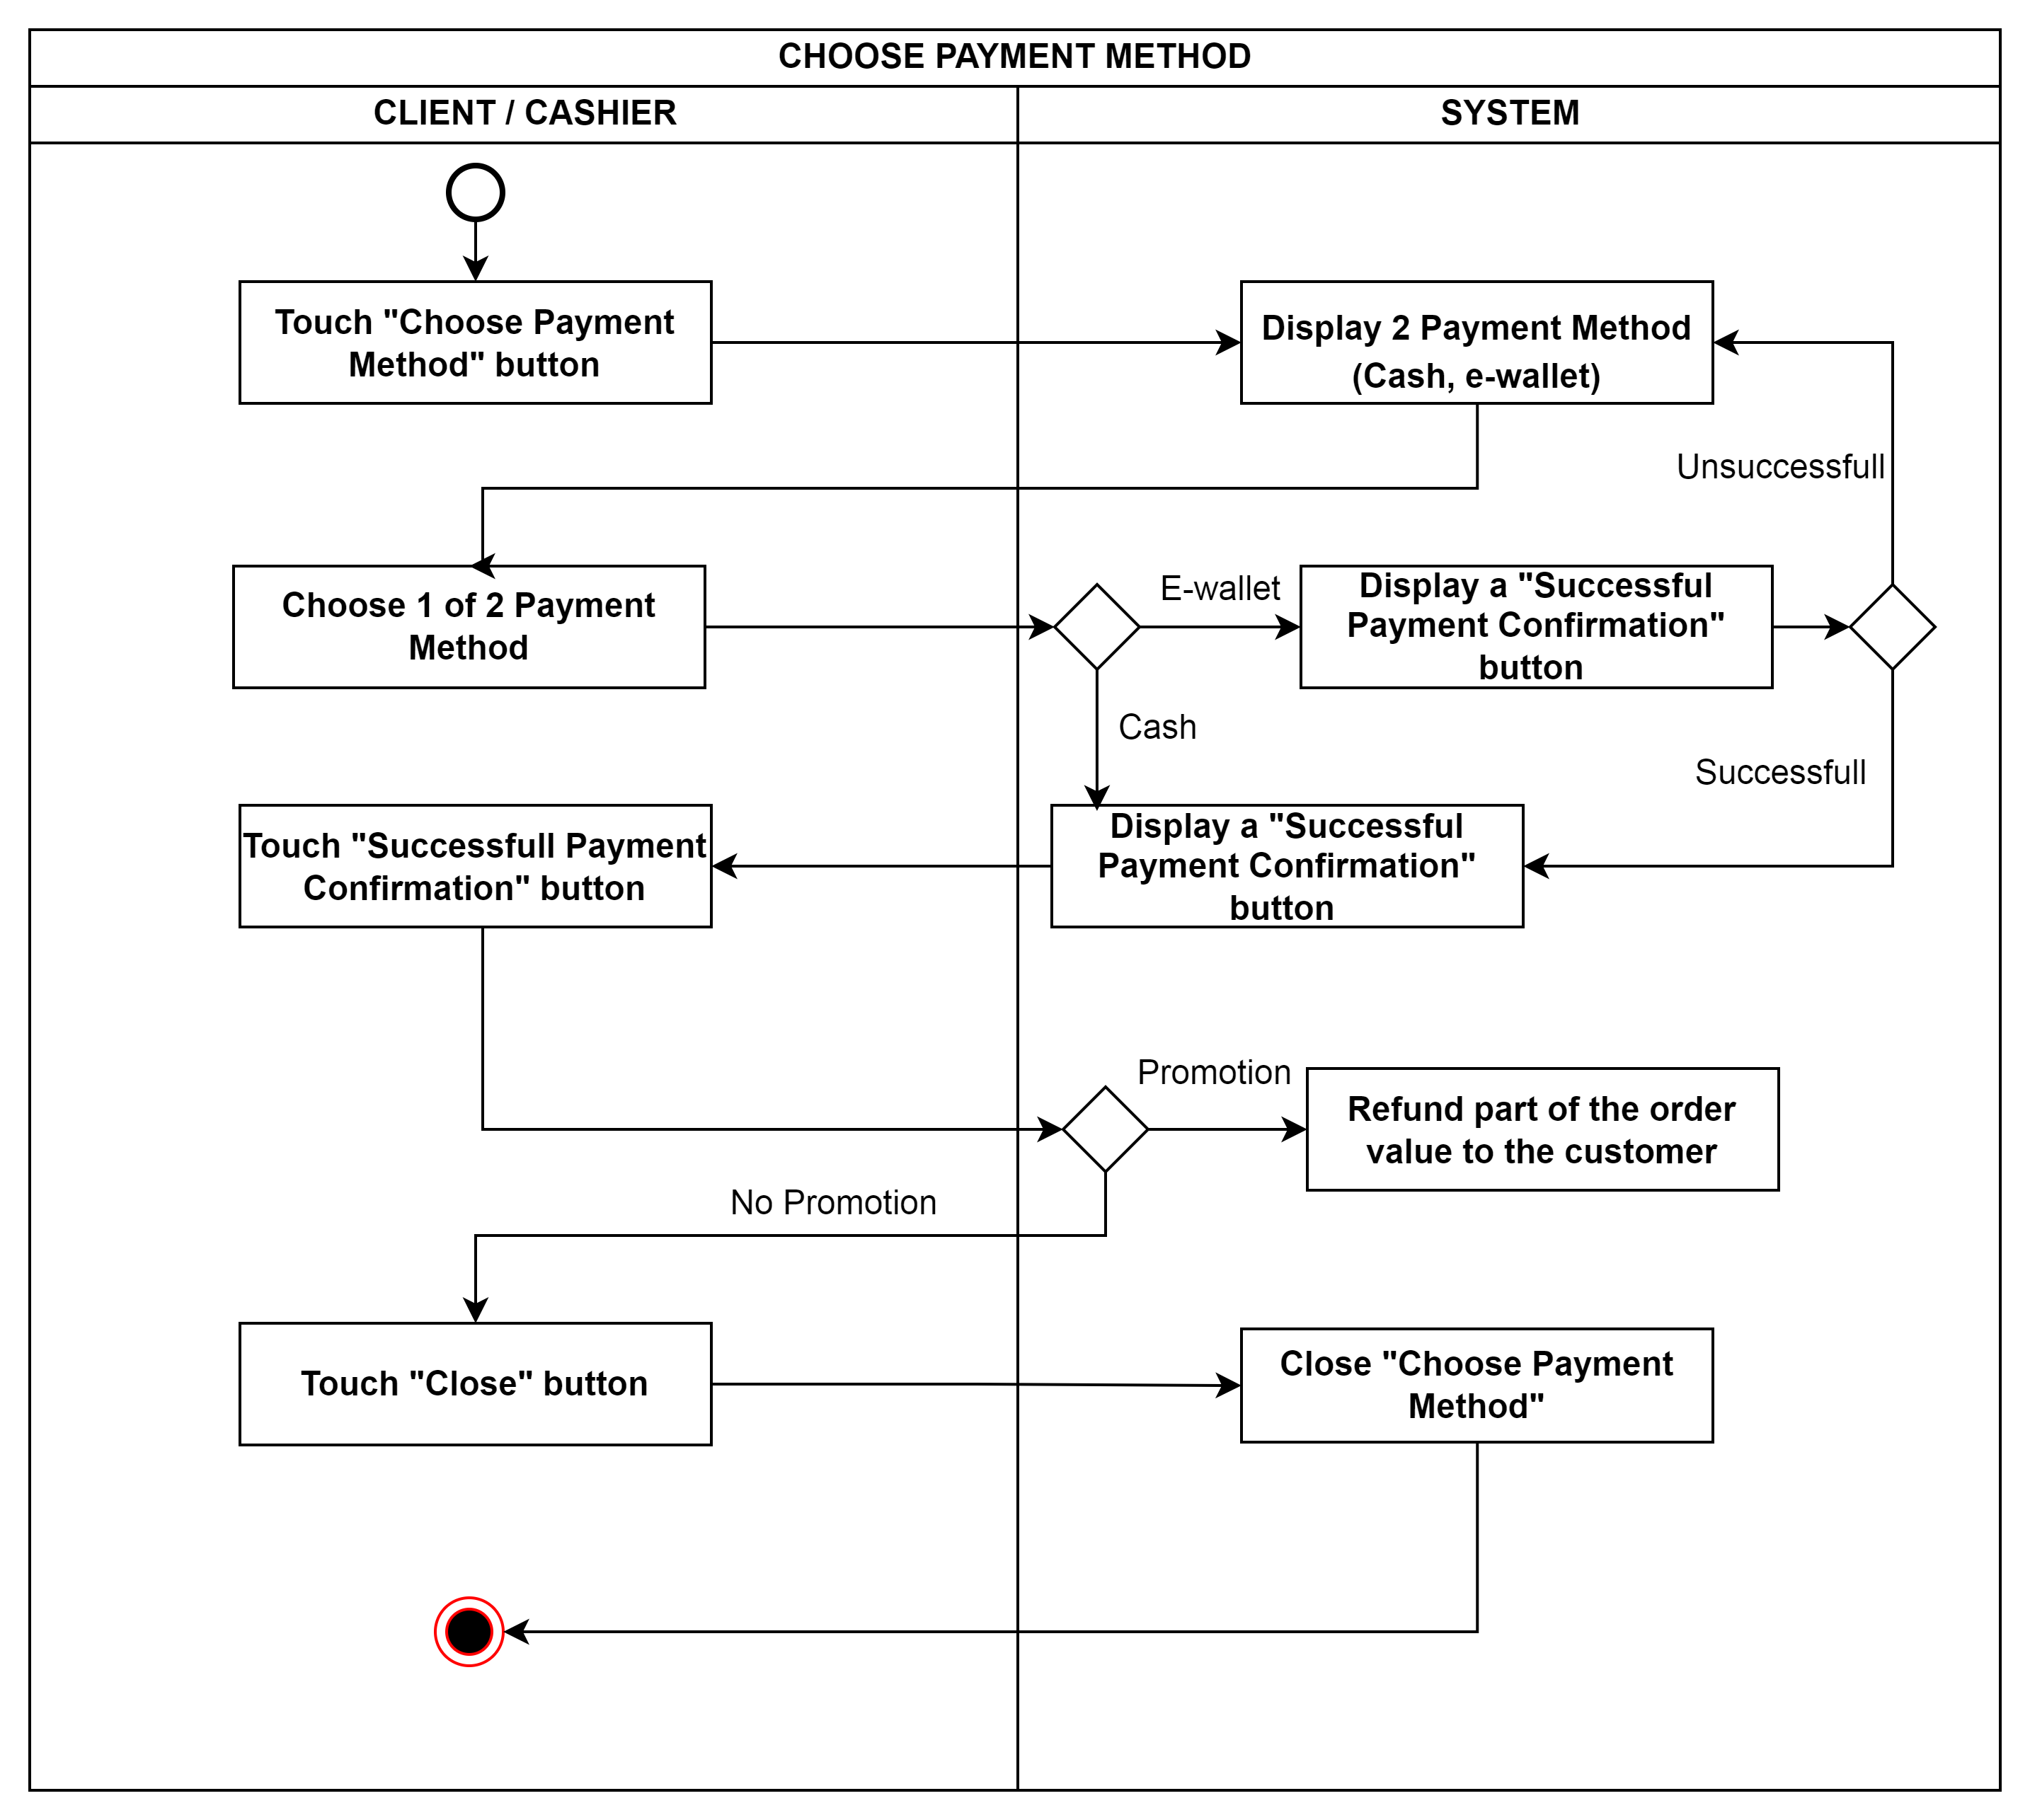 CHOOSE PAYMENT METHOD
CLIENT / CASHIER
SYSTEM
Touch "Choose Payment
Method" button
Display 2 Payment Method
(Cash, e-wallet)
Unsuccessfull
Choose 1 of 2 Payment
Method
E-wallet
Display a "Successful
Payment Confirmation"
button
Cash
Successfull
Touch "Successfull Payment
Confirmation" button
Display a "Successful
Payment Confirmation"
button
Promotion
Refund part of the order
value to the customer
No Promotion
Touch "Close" button
Close "Choose Payment
Method"